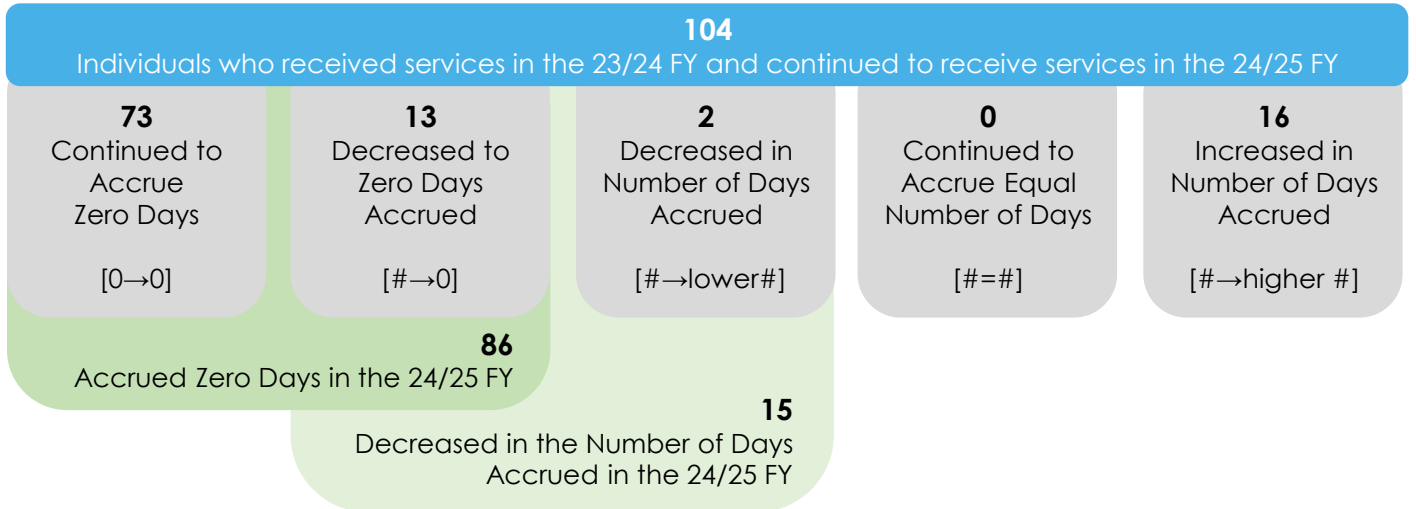 104
Individuals who received services in the 23/24 FY and continued to receive services in the 24/25 FY
73
Continued to
Accrue
Zero Days
[0→0]
13
Decreased to
Zero Days
Accrued
[#→0]
2
Decreased in
Number of Days
Accrued
[#→lower#]
0
Continued to
Accrue Equal
Number of Days
[#=#]
16
Increased in
Number of Days
Accrued
[#→higher #]
86
Accrued Zero Days in the 24/25 FY
15
Decreased in the Number of Days
Accrued in the 24/25 FY